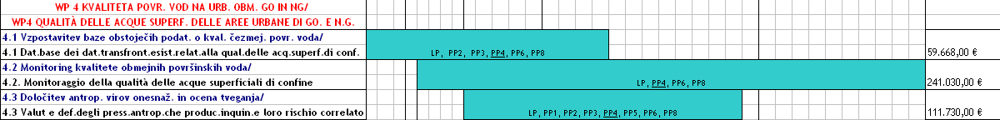 WP 4 KVALITETA POVR. VOD NA URB. OBM. GO IN NG/
WP4 QUALITÀ DELLE ACQUE SUPERF. DELLE AREE URBANE DI GO. E N.G.
4.1 Vzpostavitev baze obstoječih podat. o kval. čezmej. povr. voda/
4.1 Dat.base dei dat.transfront.esist.relat.alla qual.delle acq.superf.di conf. LP, PP2, PP3, PP4, PP6, PP8 59.668,00 €
4.2 Monitoring kvalitete obmejnih površinskih voda/
4.2. Monitoraggio della qualità delle acque superficiali di confine LP, PP4, PP6, PP8 241.030,00 €
4.3 Določitev antrop. virov onesnaž. in ocena tveganja/
4.3 Valut e def.degli press.antrop.che produc.inquin.e loro rischio correlato LP, PP1, PP2, PP3, PP4, PP5, PP6, PP8 111.730,00 €